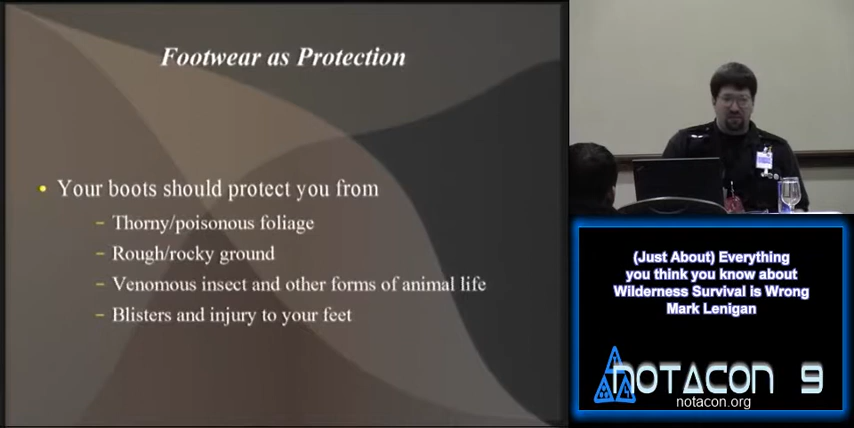 Footwear as Protection
Your boots should protect you from
Thorny/poisonous foliage
Rough/rocky ground
Venomous insect and other forms of animal life
Blisters and injury to your feet
(Just About) Everything
you think you know about
Wilderness Survival is Wrong
Mark Lenigan
NOTACON 9
notacon.org